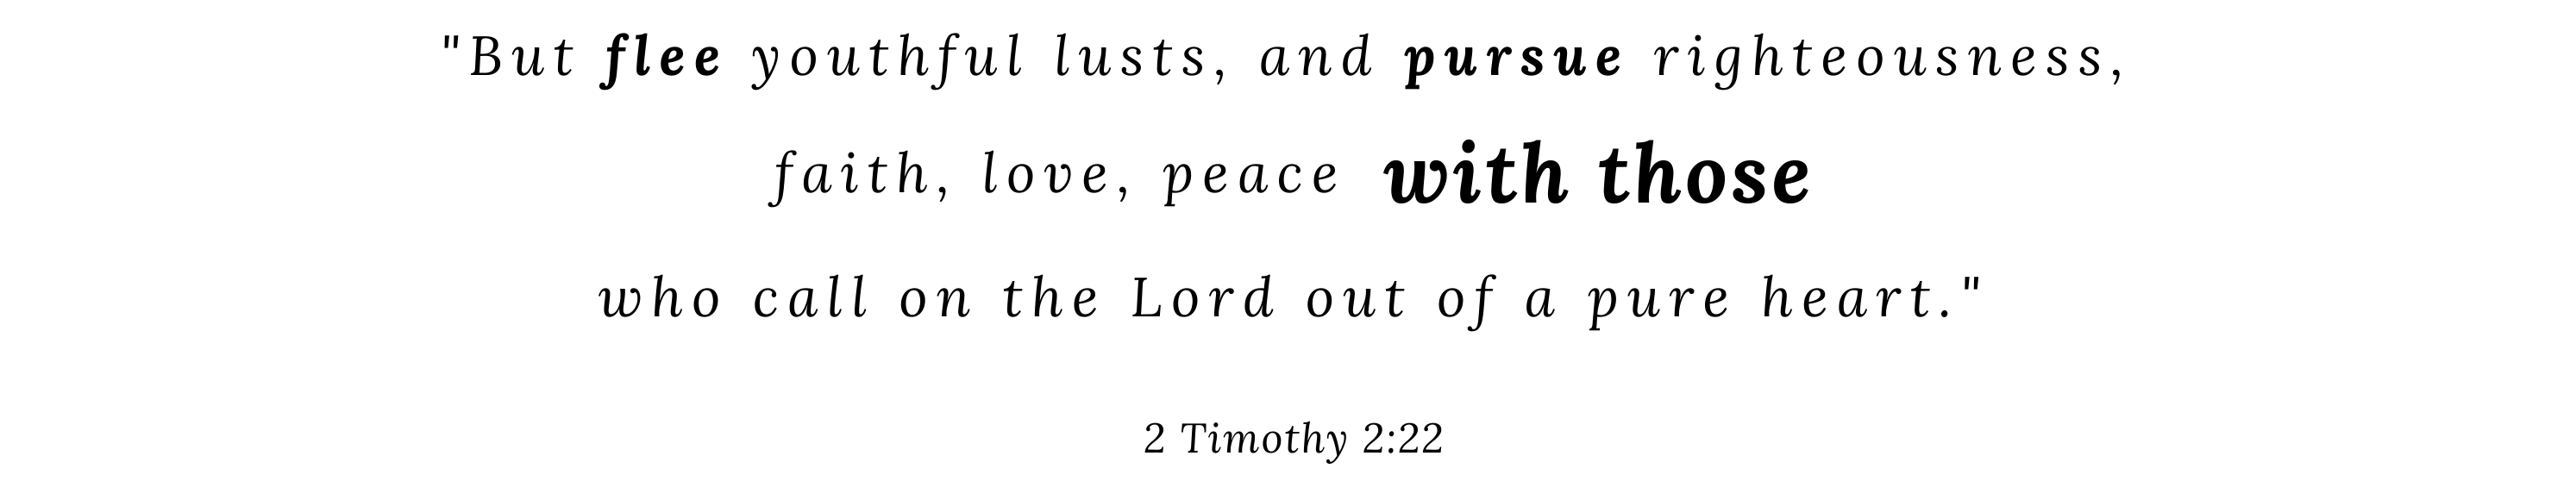 "But flee youthful lusts, and pursue righteousness,
faith, love, peace with those
who call on the Lord out of a pure heart."
2 Timothy 2:22